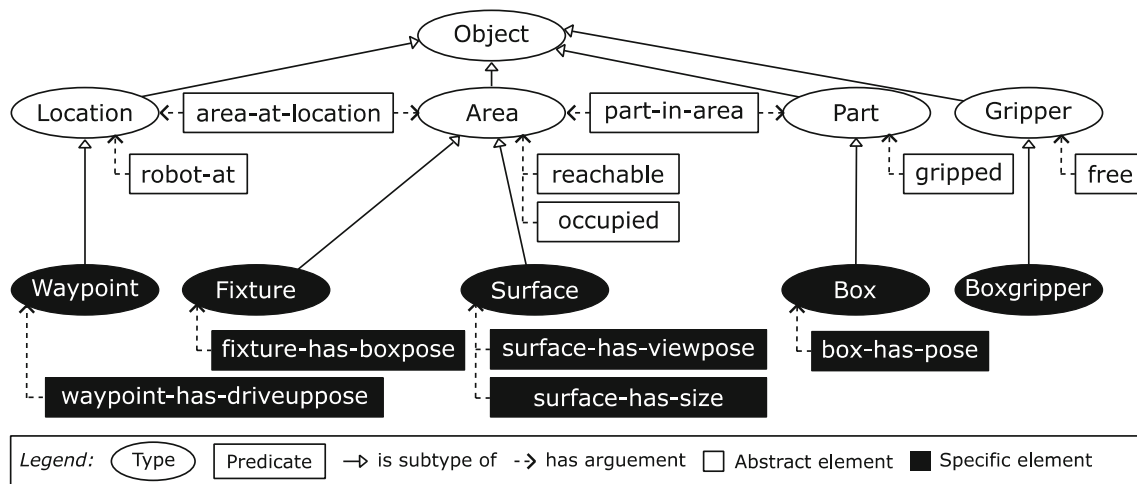 Object
Location
area-at-location
Area
part-in-area
Part
Gripper
robot-at
reachable
gripped
free
occupied
Waypoint
Fixture
Surface
Box
Boxgripper
fixture-has-boxpose
surface-has-viewpose
box-has-pose
waypoint-has-driveuppose
surface-has-size
Legend: Type Predicate is subtype of has arguement Abstract element Specific element